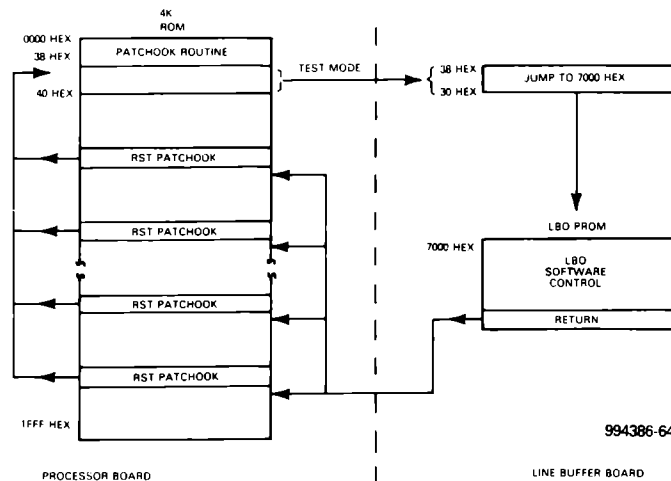 4K
ROM
0000 HEX
PATCHOOK ROUTINE
38 HEX
40 HEX
TEST MODE
38 HEX
30 HEX
JUMP TO 7000 HEX
RST PATCHOOK
RST PATCHOOK
RST PATCHOOK
RST PATCHOOK
1FFF HEX
LBO PROM
7000 HEX
LBO
SOFTWARE
CONTROL
RETURN
994386-64
PROCESSOR BOARD
LINE BUFFER BOARD